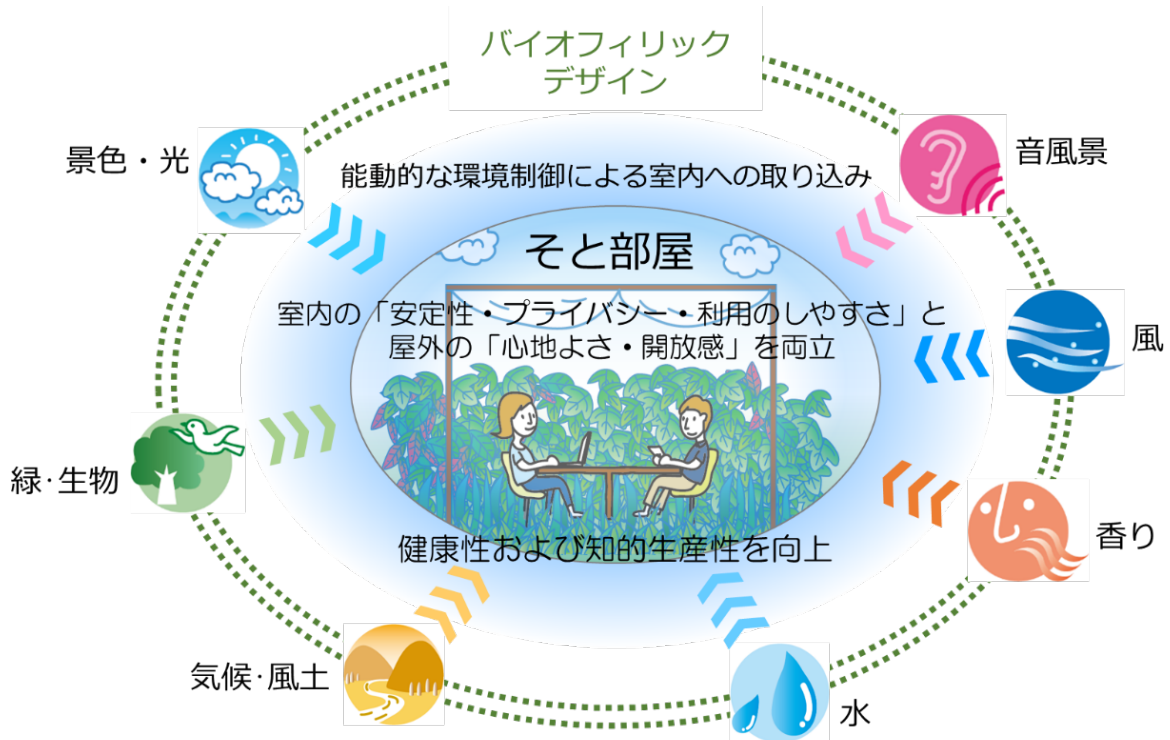 バイオフィリック
デザイン
景色・光
音風景
能動的な環境制御による室内への取り込み
そと部屋
室内の「安定性・プライバシー・利用のしやすさ」と
屋外の「心地よさ・開放感」を両立
風
緑・生物
香り
健康性および知的生産性を向上
気候・風土
水